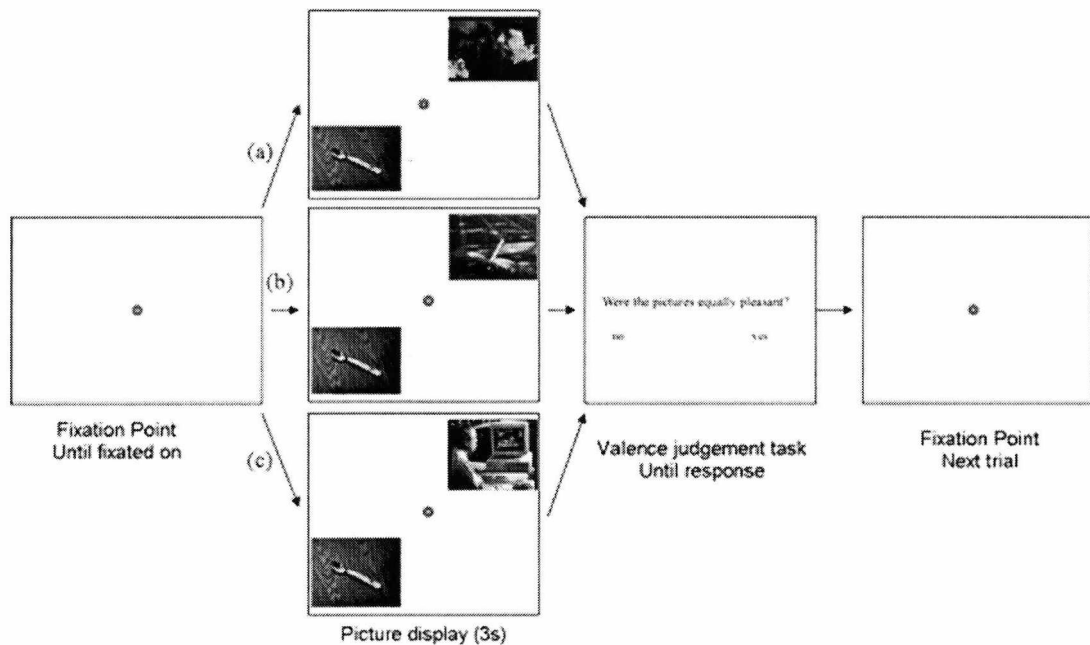 (a)
(b)
(c)
Fixation Point
Until fixated on
Picture display (3s)
Were the pictures equally pleasant?
no yes
Valence judgement task
Until response
Fixation Point
Next trial